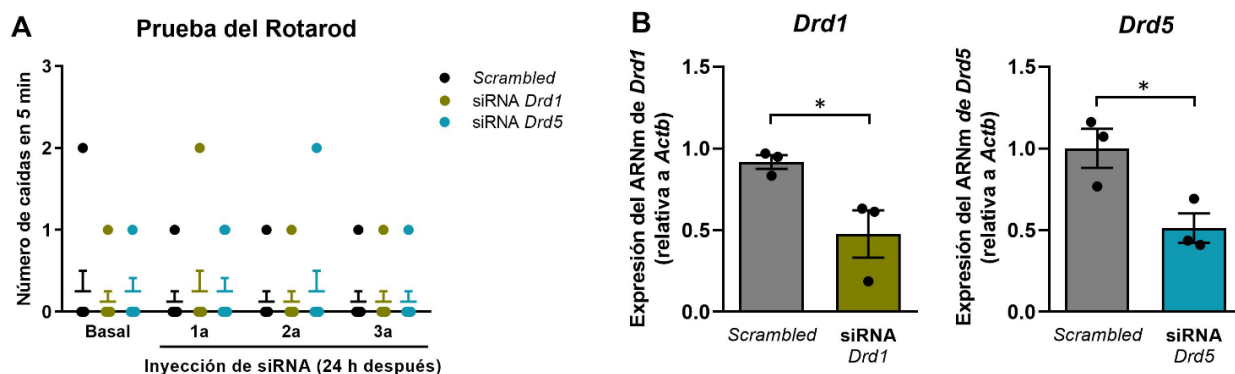 A
Prueba del Rotarod
Número de caídas en 5 min
3
2
1
0
Scrambled
siRNA Drd1
siRNA Drd5
Basal
1a
2a
3a
Inyección de siRNA (24 h después)
B
Drd1
Expresión del ARNm de Drd1
(relativa a Actb)
1.5
1.0
0.5
0.0
*
Scrambled
siRNA
Drd1
Drd5
Expresión del ARNm de Drd5
(relativa a Actb)
1.5
1.0
0.5
0.0
*
Scrambled
siRNA
Drd5